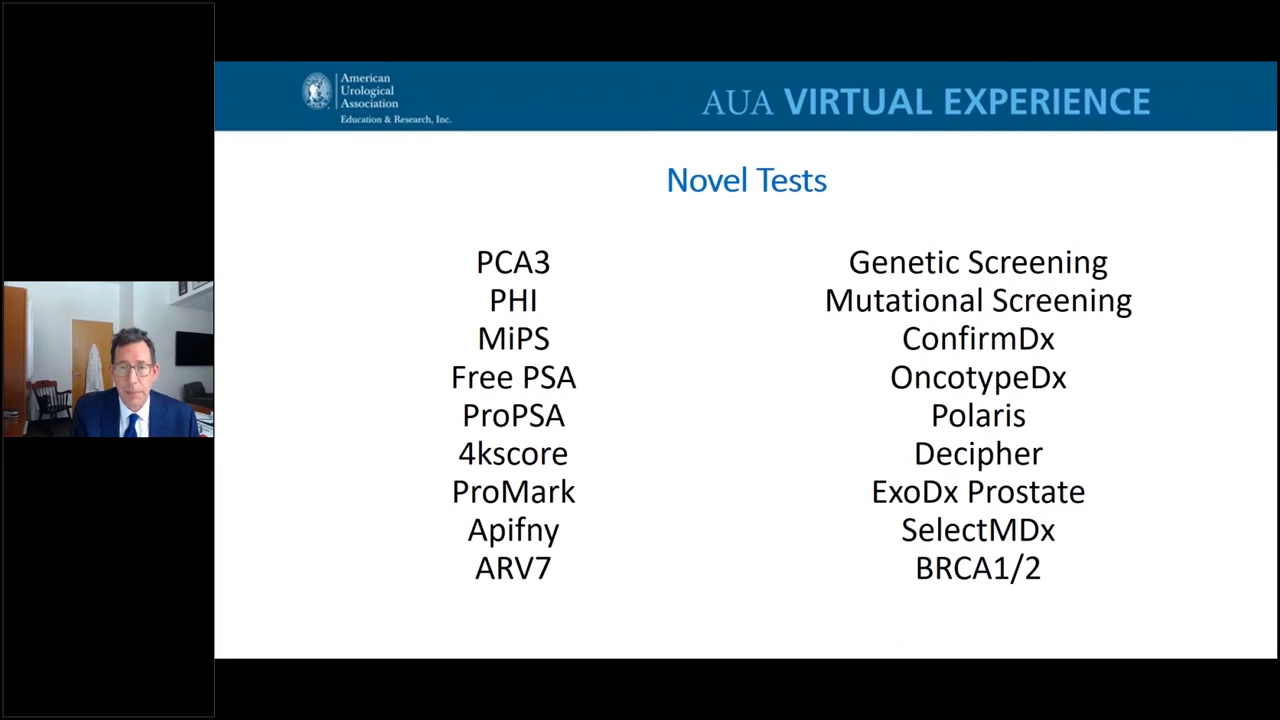 American
Urological
Association
Education & Research, Inc.
AUA VIRTUAL EXPERIENCE
Novel Tests
PCA3
PHI
MiPS
Free PSA
ProPSA
4kscore
ProMark
Apifny
ARV7
Genetic Screening
Mutational Screening
ConfirmDx
OncotypeDx
Polaris
Decipher
ExoDx Prostate
SelectMDx
BRCA1/2